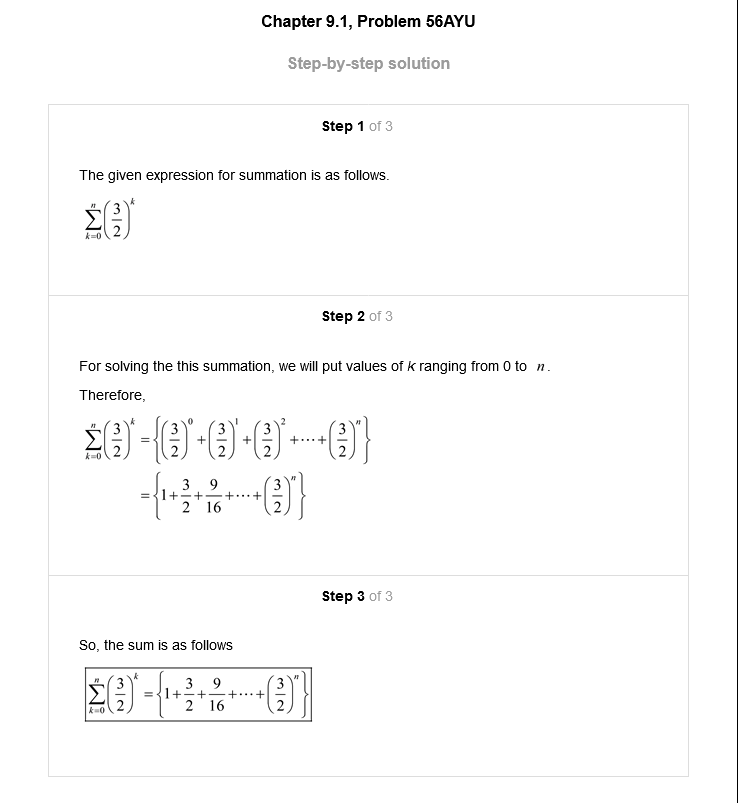 Chapter 9.1, Problem 56AYU
Step-by-step solution
Step 1 of 3
The given expression for summation is as follows.
\sum_{k=0}^{n}\left(\frac{3}{2}\right)^{k}
Step 2 of 3
For solving the this summation, we will put values of k ranging from 0 to n.
Therefore,
\sum_{k=0}^{n}\left(\frac{3}{2}\right)^{k}=\left\{\left(\frac{3}{2}\right)^{0}+\left(\frac{3}{2}\right)^{1}+\left(\frac{3}{2}\right)^{2}+\cdots+\left(\frac{3}{2}\right)^{n}\right\}
=\left\{1+\frac{3}{2}+\frac{9}{16}+\cdots+\left(\frac{3}{2}\right)^{n}\right\}
Step 3 of 3
So, the sum is as follows
\sum_{k=0}^{n}\left(\frac{3}{2}\right)^{k}=\left\{1+\frac{3}{2}+\frac{9}{16}+\cdots+\left(\frac{3}{2}\right)^{n}\right\}